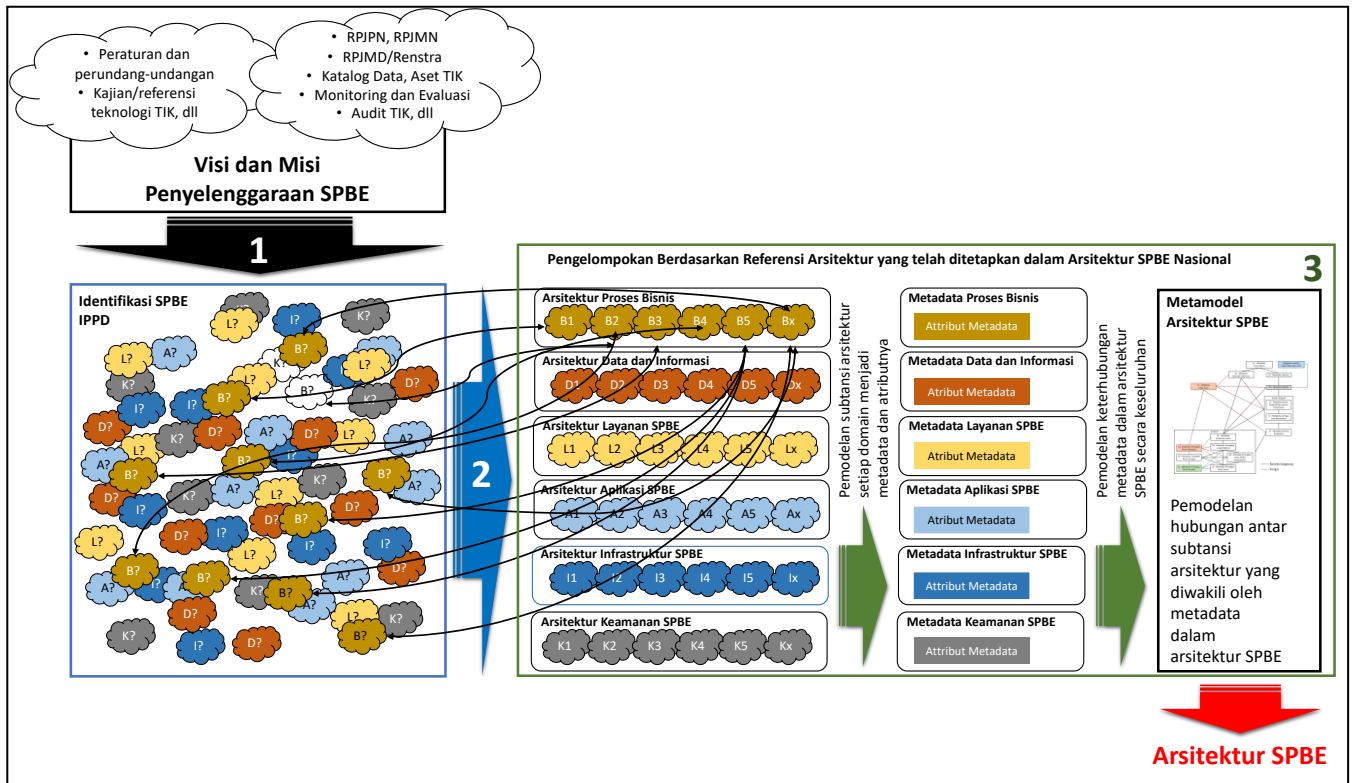 • Peraturan dan
perundang-undangan
• Kajian/referensi
teknologi TIK, dll
• RPJPN, RPJMN
• RPJMD/Renstra
• Katalog Data, Aset TIK
• Monitoring dan Evaluasi
• Audit TIK, dll
Visi dan Misi
Penyelenggaraan SPBE
1
Identifikasi SPBE
IPPD
K?
L?
I?
K?
B?
A?
L?
A?
K?
I?
L?
K?
L?
B?
K?
D?
B?
I?
I?
D?
K?
D?
A?
D?
L?
A?
L?
A?
B?
B?
I?
B?
A?
D?
I?
K?
A?
L?
K?
D?
B?
D?
L?
D?
I?
L?
I?
I?
B?
A?
I?
A?
B?
K?
B?
A?
A?
D?
D?
L?
K?
B?
K?
I?
D?
2
Pengelompokan Berdasarkan Referensi Arsitektur yang telah ditetapkan dalam Arsitektur SPBE Nasional
3
Arsitektur Proses Bisnis
B1 B2 B3 B4 B5 Bx
Arsitektur Data dan Informasi
D1 D2 D3 D4 D5 Dx
Arsitektur Layanan SPBE
L1 L2 L3 L4 L5 Lx
Arsitektur Aplikasi SPBE
A1 A2 A3 A4 A5 Ax
Arsitektur Infrastruktur SPBE
I1 I2 I3 I4 I5 Ix
Arsitektur Keamanan SPBE
K1 K2 K3 K4 K5 Kx
Pemodelan subtansi arsitektur
setiap domain menjadi
metadata dan atributnya
Metadata Proses Bisnis
Attribut Metadata
Metadata Data dan Informasi
Atribut Metadata
Metadata Layanan SPBE
Atribut Metadata
Metadata Aplikasi SPBE
Atribut Metadata
Metadata Infrastruktur SPBE
Attribut Metadata
Metadata Keamanan SPBE
Attribut Metadata
Pemodelan keterhubungan
metadata dalam arsitektur
SPBE secara keseluruhan
Metamodel
Arsitektur SPBE
Pemodelan
hubungan antar
subtansi
arsitektur yang
diwakili oleh
metadata
dalam
arsitektur SPBE
Arsitektur SPBE